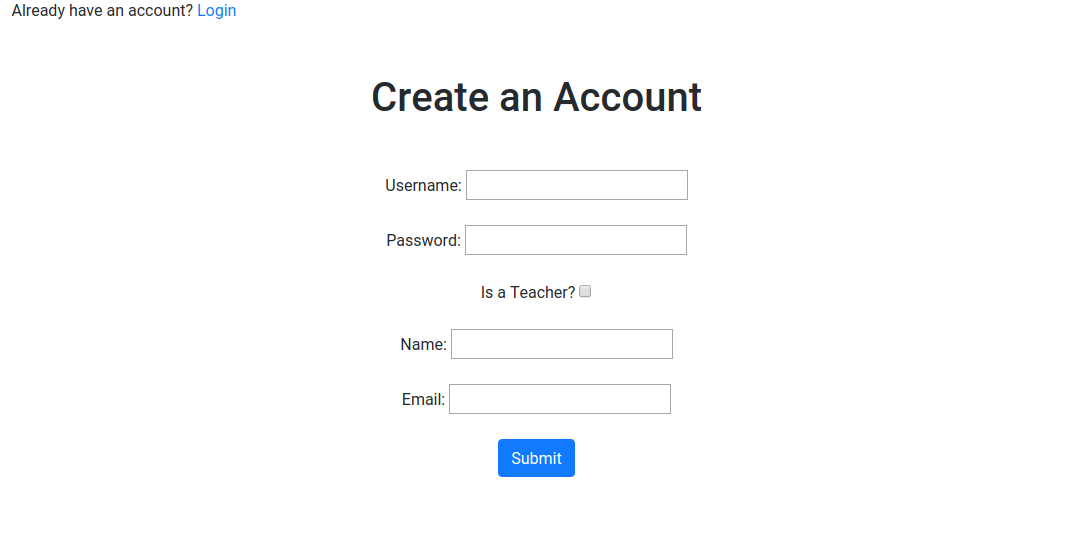 Already have an account? Login
Create an Account
Username:
Password:
Is a Teacher?
Name:
Email:
Submit